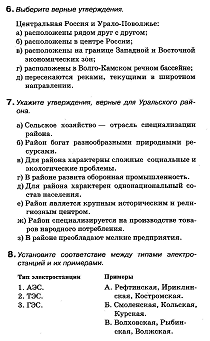 6. Выберите верные утверждения.
Центральная Россия и Урало-Поволжье:
а) расположены рядом друг с другом;
б) расположены в центре России;
в) расположены на границе Западной и Восточной
экономических зон;
г) расположены в Волго-Камском речном бассейне;
д) пересекаются реками, текущими в широтном
направлении.
7. Укажите утверждения, верные для Уральского рай-
она.
а) Сельское хозяйство — отрасль специализации
района.
б) Район богат разнообразными природными ре-
сурсами.
в) Для района характерны сложные социальные и
экологические проблемы.
г) В районе развита оборонная промышленность.
д) Для района характерен однонациональный со-
став населения.
е) Район является крупным историческим и рели-
гиозным центром.
ж) Район специализируется на производстве това-
ров народного потребления.
з) В районе преобладают мелкие предприятия.
8. Установите соответствие между типами электро-
станций и их примерами.
Тип электростанции Примеры
1. АЭС. А. Рефтинская, Ириклин-
2. ТЭС. ская, Костромская.
3. ГЭС. Б. Смоленская, Кольская,
Курская.
В. Волховская, Рыбин-
ская, Волжская.